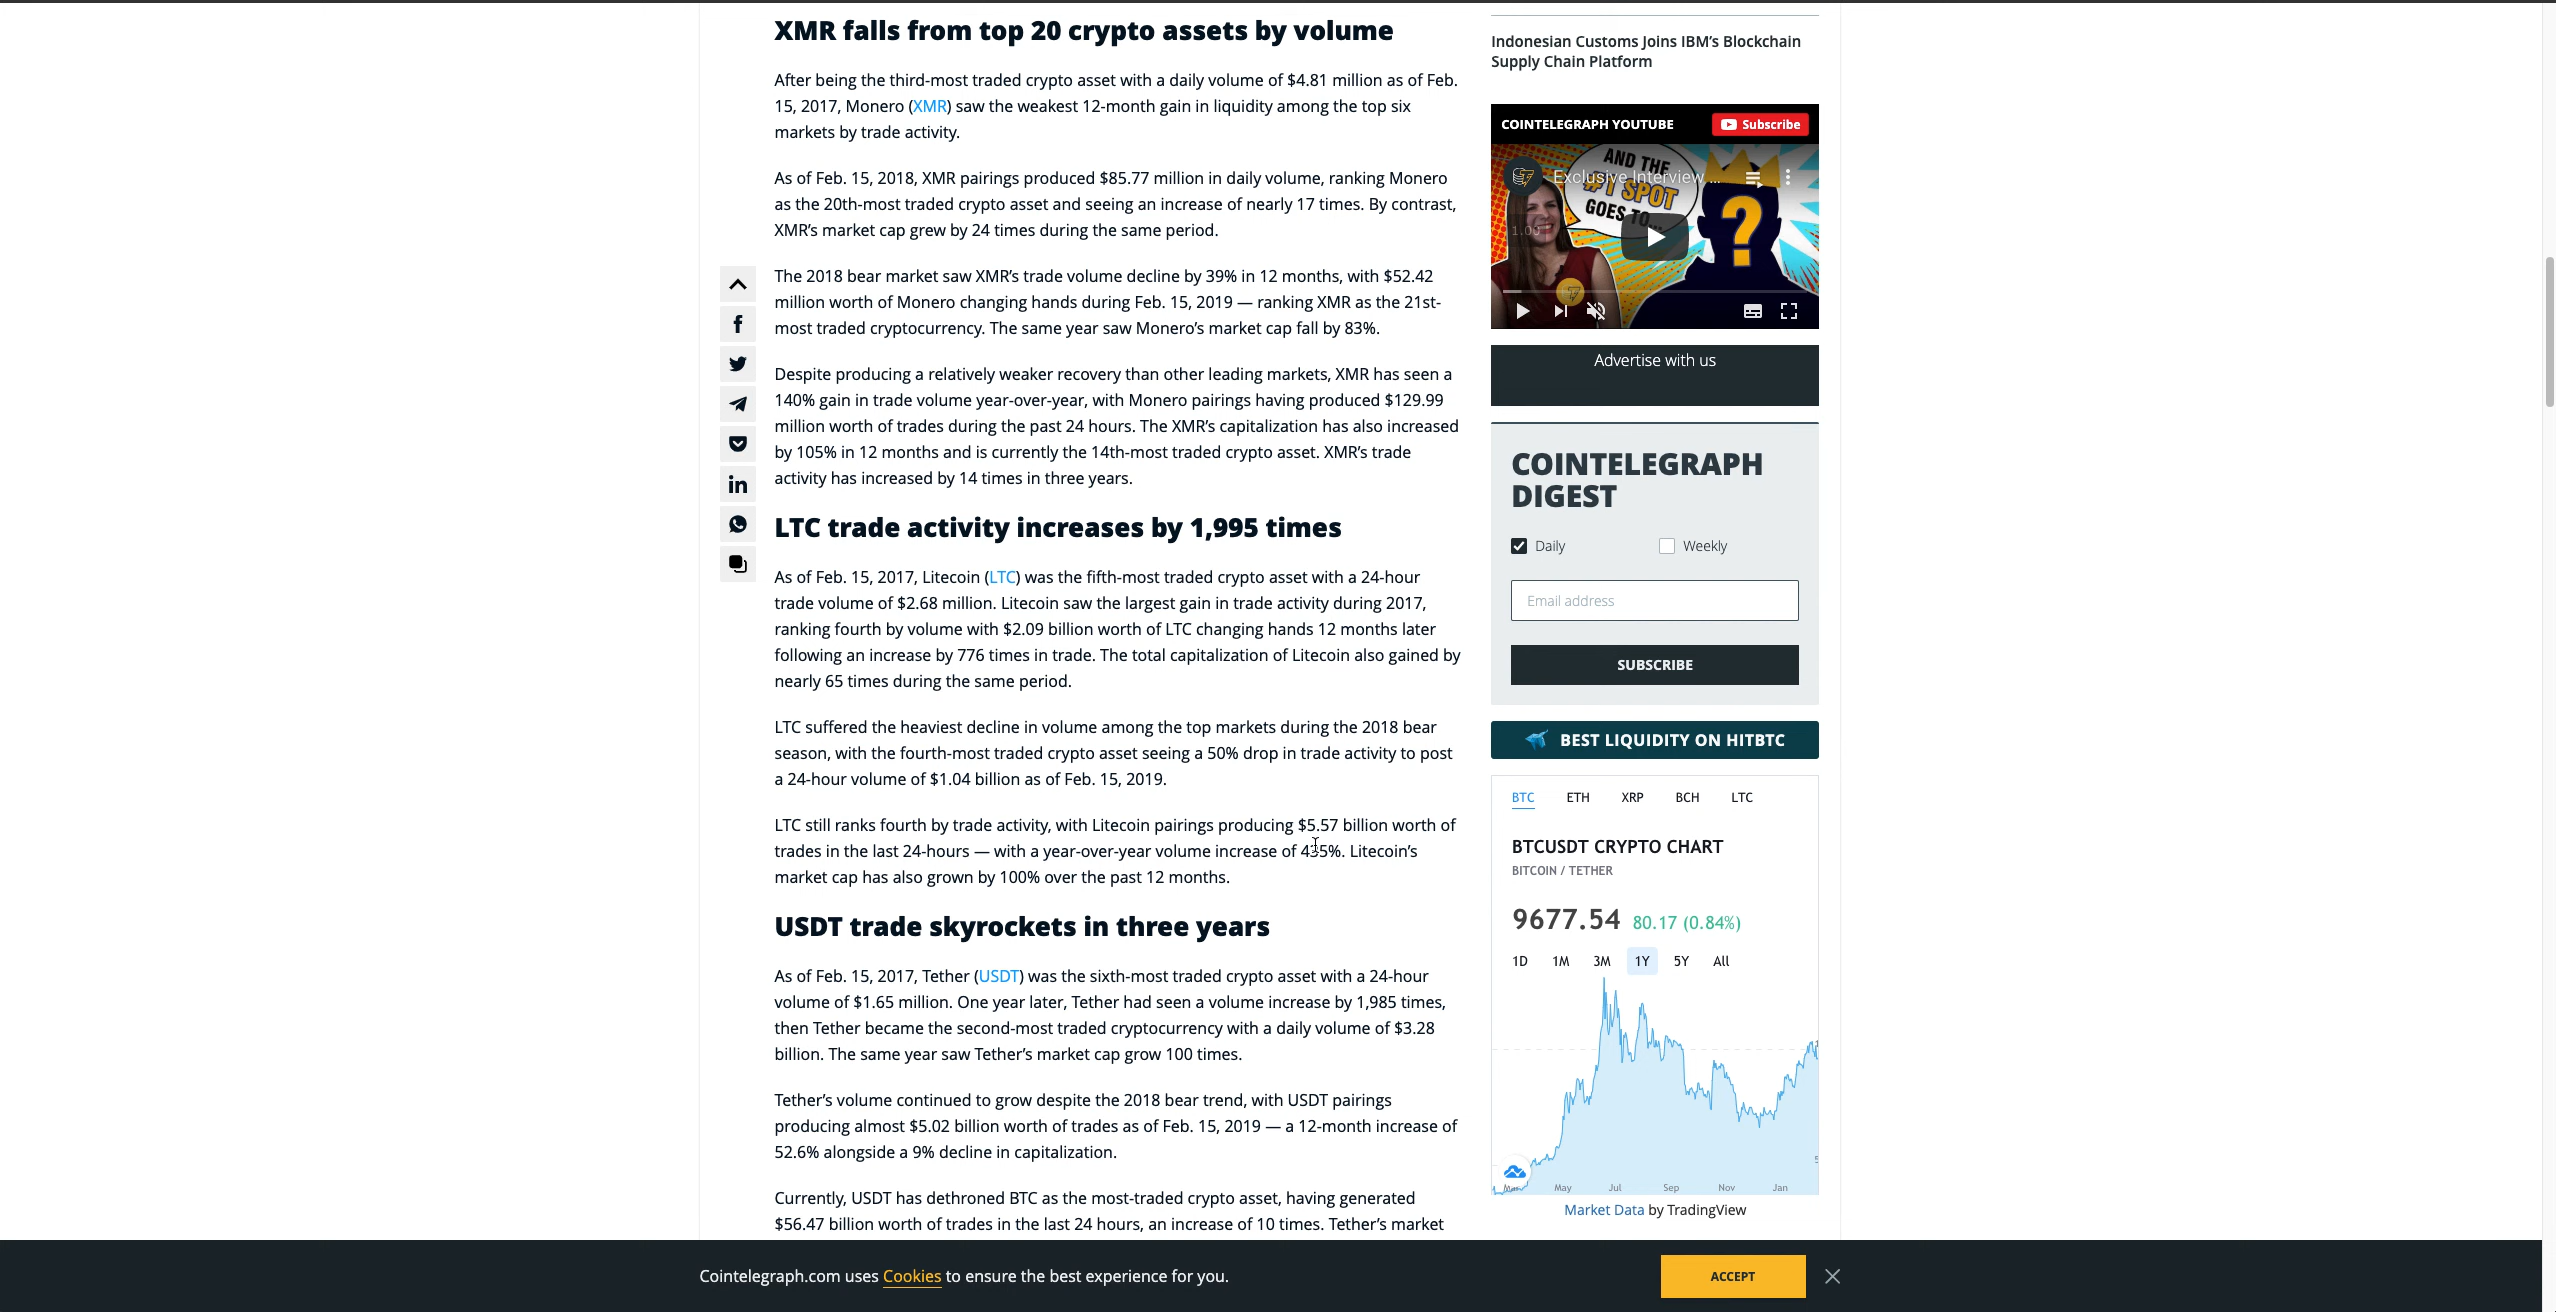 XMR falls from top 20 crypto assets by volume
After being the third-most traded crypto asset with a daily volume of $4.81 million as of Feb.
15, 2017, Monero (XMR) saw the weakest 12-month gain in liquidity among the top six
markets by trade activity.
As of Feb. 15, 2018, XMR pairings produced $85.77 million in daily volume, ranking Monero
as the 20th-most traded crypto asset and seeing an increase of nearly 17 times. By contrast,
XMR's market cap grew by 24 times during the same period.
The 2018 bear market saw XMR's trade volume decline by 39% in 12 months, with $52.42
million worth of Monero changing hands during Feb. 15, 2019 — ranking XMR as the 21st-
most traded cryptocurrency. The same year saw Monero's market cap fall by 83%.
Despite producing a relatively weaker recovery than other leading markets, XMR has seen a
140% gain in trade volume year-over-year, with Monero pairings having produced $129.99
million worth of trades during the past 24 hours. The XMR's capitalization has also increased
by 105% in 12 months and is currently the 14th-most traded crypto asset. XMR's trade
activity has increased by 14 times in three years.
LTC trade activity increases by 1,995 times
As of Feb. 15, 2017, Litecoin (LTC) was the fifth-most traded crypto asset with a 24-hour
trade volume of $2.68 million. Litecoin saw the largest gain in trade activity during 2017,
ranking fourth by volume with $2.09 billion worth of LTC changing hands 12 months later
following an increase by 776 times in trade. The total capitalization of Litecoin also gained by
nearly 65 times during the same period.
LTC suffered the heaviest decline in volume among the top markets during the 2018 bear
season, with the fourth-most traded crypto asset seeing a 50% drop in trade activity to post
a 24-hour volume of $1.04 billion as of Feb. 15, 2019.
LTC still ranks fourth by trade activity, with Litecoin pairings producing $5.57 billion worth of
trades in the last 24-hours — with a year-over-year volume increase of 435%. Litecoin's
market cap has also grown by 100% over the past 12 months.
USDT trade skyrockets in three years
As of Feb. 15, 2017, Tether (USDT) was the sixth-most traded crypto asset with a 24-hour
volume of $1.65 million. One year later, Tether had seen a volume increase by 1,985 times,
then Tether became the second-most traded cryptocurrency with a daily volume of $3.28
billion. The same year saw Tether's market cap grow 100 times.
Tether's volume continued to grow despite the 2018 bear trend, with USDT pairings
producing almost $5.02 billion worth of trades as of Feb. 15, 2019 — a 12-month increase of
52.6% alongside a 9% decline in capitalization.
Currently, USDT has dethroned BTC as the most-traded crypto asset, having generated
$56.47 billion worth of trades in the last 24 hours, an increase of 10 times. Tether's market
Indonesian Customs Joins IBM's Blockchain
Supply Chain Platform
COINTELEGRAPH YOUTUBE Subscribe
AND THE
Exclusive Interview ...
#1 SPOT
GOES TO...
1.00
?
Advertise with us
COINTELEGRAPH
DIGEST
Daily Weekly
Email address
SUBSCRIBE
BEST LIQUIDITY ON HITBTC
BTC ETH XRP BCH LTC
BTCUSDT CRYPTO CHART
BITCOIN / TETHER
9677.54 80.17 (0.84%)
1D 1M 3M 1Y 5Y All
May Jul Sep Nov Jan
Market Data by TradingView
Cointelegraph.com uses Cookies to ensure the best experience for you.
ACCEPT